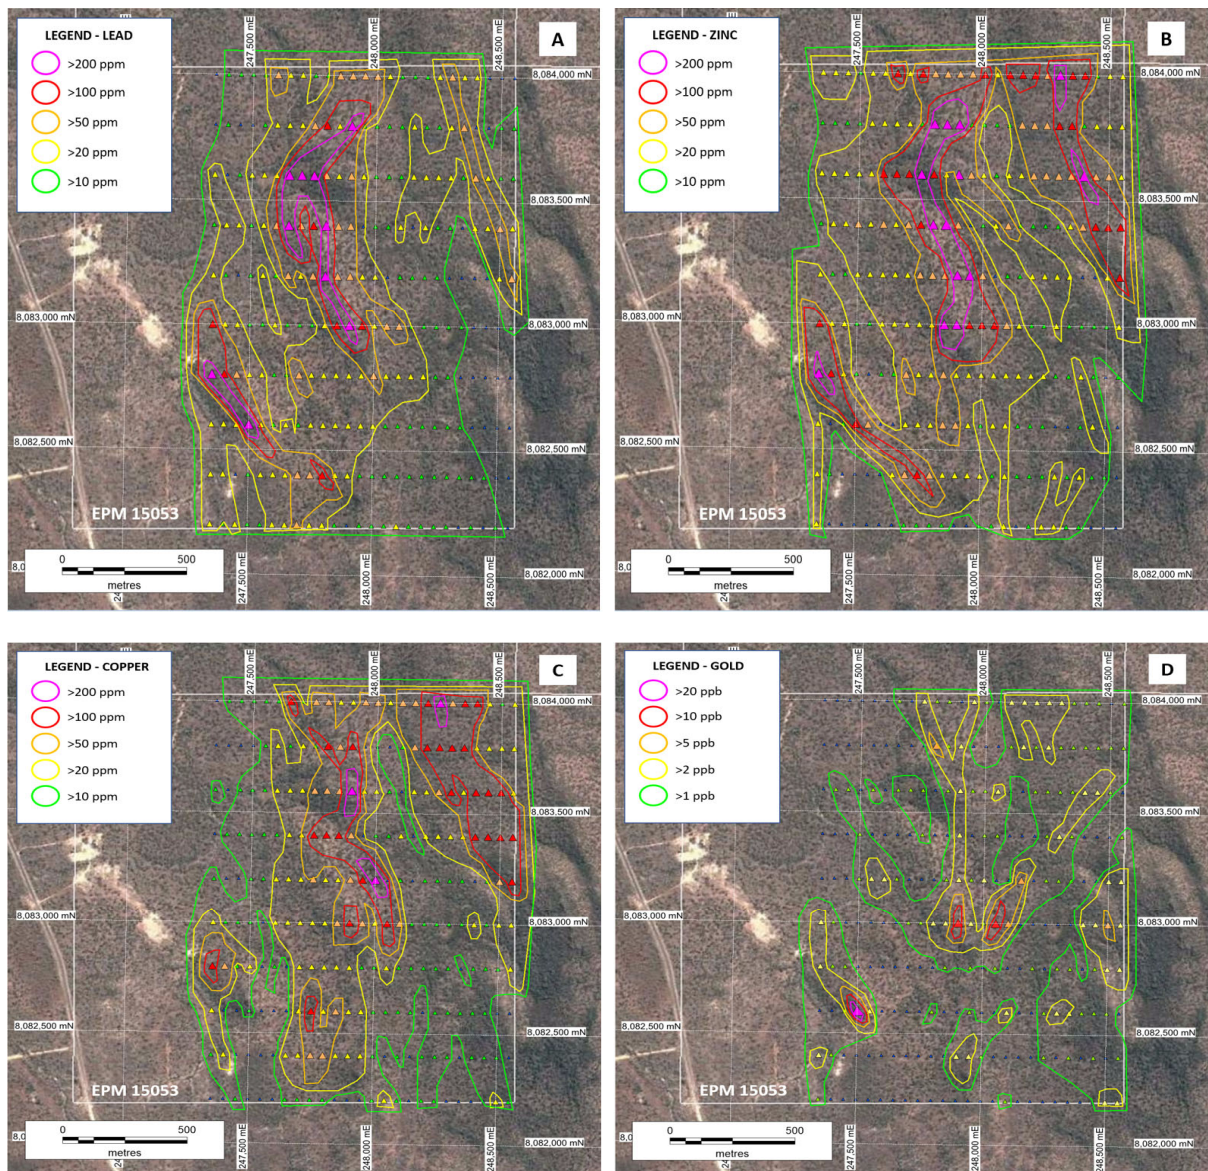 LEGEND - LEAD
>200 ppm
>100 ppm
>50 ppm
>20 ppm
>10 ppm
A
247,500 mE
248,000 mE
248,500 mE
8,084,000 mN
8,083,500 mN
8,083,000 mN
8,082,500 mN
EPM 15053
0 500
metres
247,500 mE
248,000 mE
248,500 mE
8,082,000 mN
LEGEND - ZINC
>200 ppm
>100 ppm
>50 ppm
>20 ppm
>10 ppm
B
247,500 mE
248,000 mE
248,500 mE
8,084,000 mN
8,083,500 mN
8,083,000 mN
8,082,500 mN
EPM 15053
0 500
metres
247,500 mE
248,000 mE
248,500 mE
8,082,000 mN
LEGEND - COPPER
>200 ppm
>100 ppm
>50 ppm
>20 ppm
>10 ppm
C
247,500 mE
248,000 mE
248,500 mE
8,084,000 mN
8,083,500 mN
8,083,000 mN
8,082,500 mN
EPM 15053
0 500
metres
247,500 mE
248,000 mE
248,500 mE
8,082,000 mN
LEGEND - GOLD
>20 ppb
>10 ppb
>5 ppb
>2 ppb
>1 ppb
D
247,500 mE
248,000 mE
248,500 mE
8,084,000 mN
8,083,500 mN
8,083,000 mN
8,082,500 mN
EPM 15053
0 500
metres
247,500 mE
248,000 mE
248,500 mE
8,082,000 mN